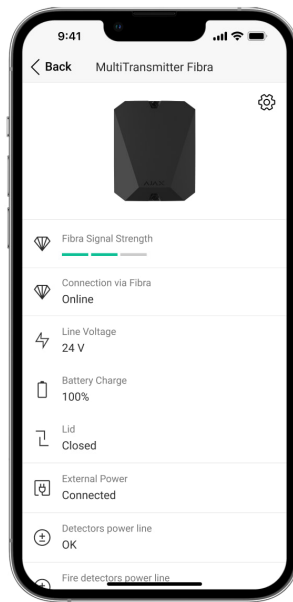 9:41
Back MultiTransmitter Fibra
AJAX
Fibra Signal Strength
Connection via Fibra
Online
Line Voltage
24 V
Battery Charge
100%
Lid
Closed
External Power
Connected
Detectors power line
OK
Fire detectors power line